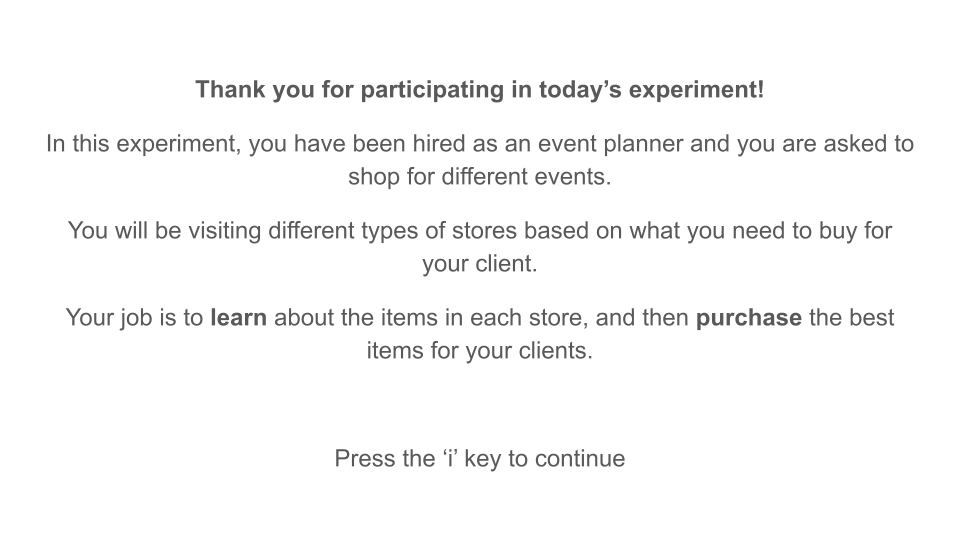 Thank you for participating in today’s experiment!
In this experiment, you have been hired as an event planner and you are asked to
shop for different events.
You will be visiting different types of stores based on what you need to buy for
your client.
Your job is to learn about the items in each store, and then purchase the best
items for your clients.
Press the ‘i’ key to continue